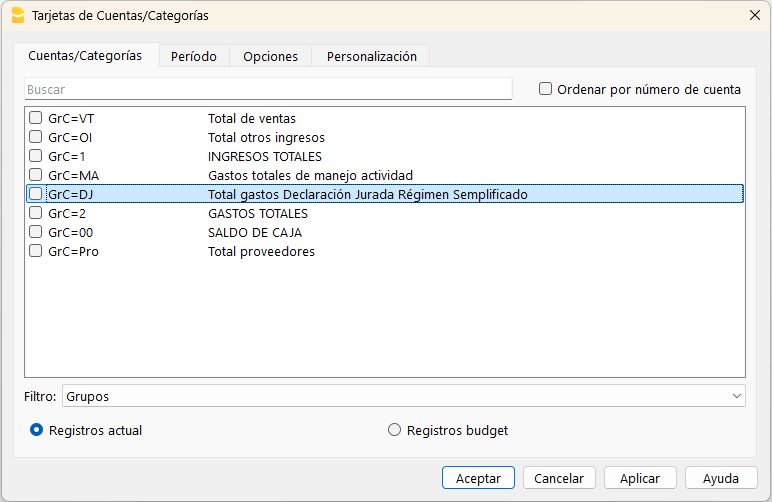 Tarjetas de Cuentas/Categorías
Cuentas/Categorías Período Opciones Personalización
Buscar Ordenar por número de cuenta
GrC=VT Total de ventas
GrC=OI Total otros ingresos
GrC=1 INGRESOS TOTALES
GrC=MA Gastos totales de manejo actividad
GrC=DJ Total gastos Declaración Jurada Régimen Semplificado
GrC=2 GASTOS TOTALES
GrC=00 SALDO DE CAJA
GrC=Pro Total proveedores
Filtro: Grupos
Registros actual Registros budget
Aceptar Cancelar Aplicar Ayuda